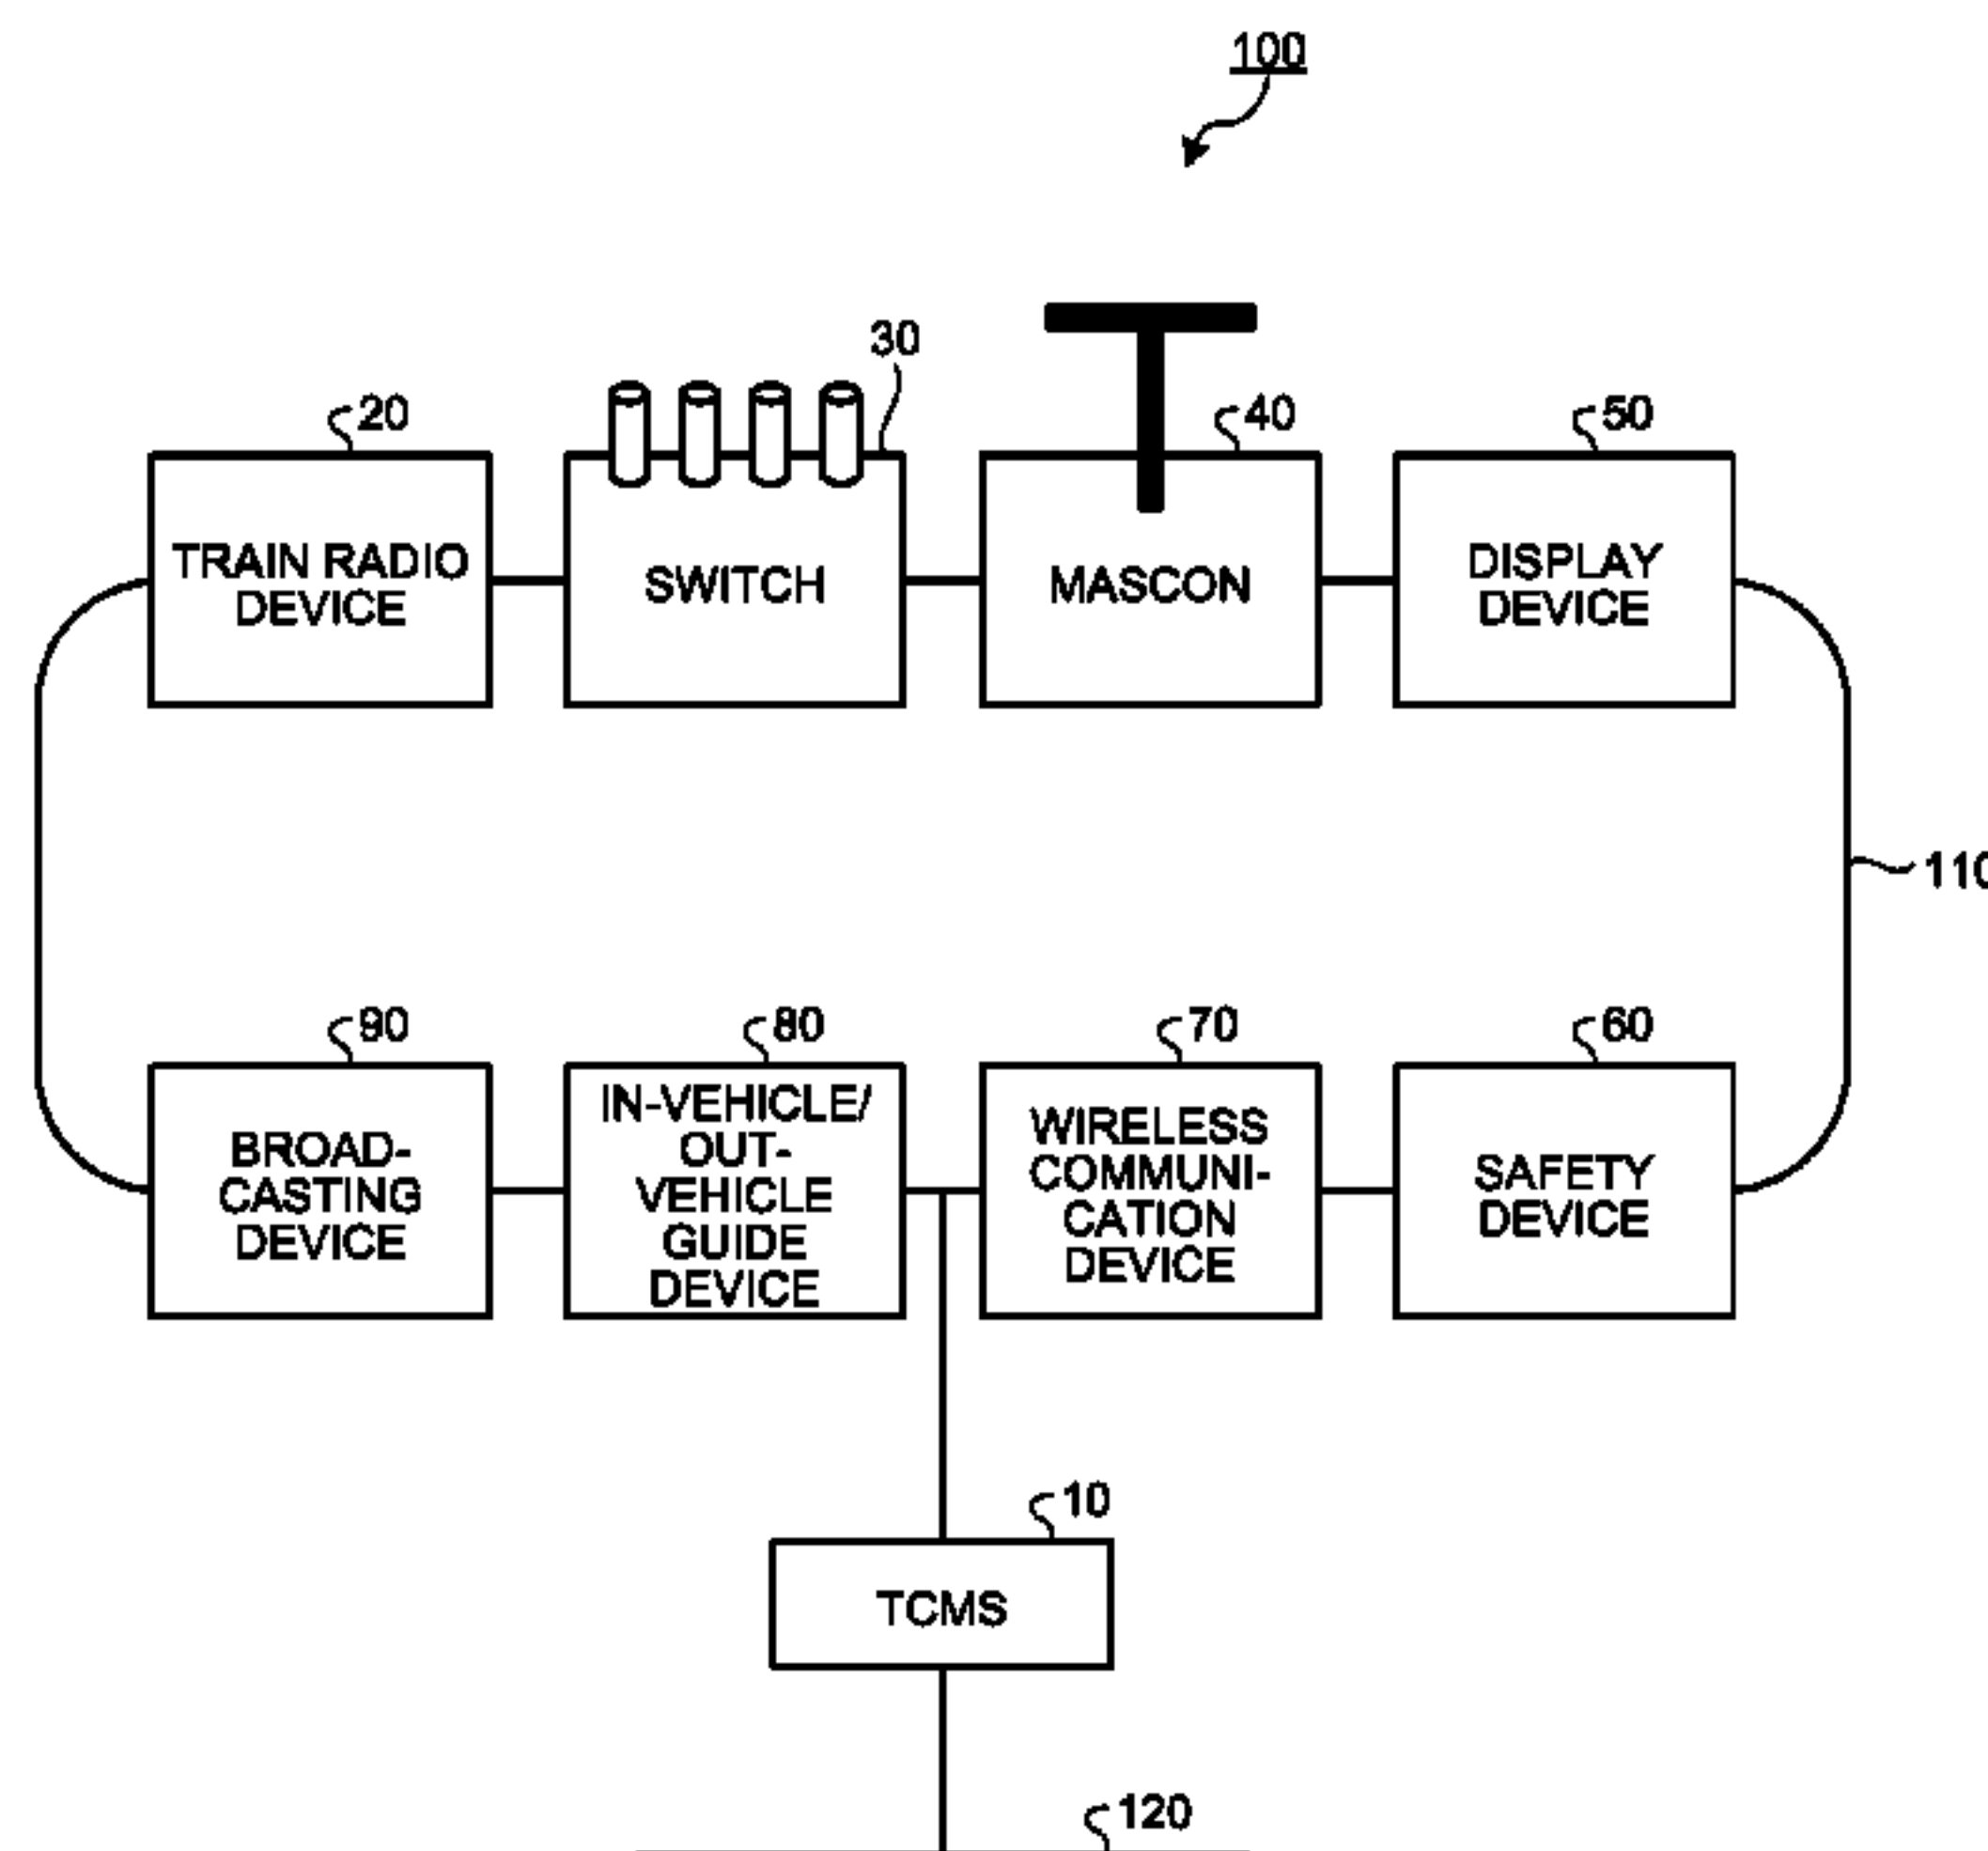 100
30
20
40
50
TRAIN RADIO
DEVICE
SWITCH
MASCON
DISPLAY
DEVICE
110
90
80
70
60
BROAD-
CASTING
DEVICE
IN-VEHICLE/
OUT-
VEHICLE
GUIDE
DEVICE
WIRELESS
COMMUNI-
CATION
DEVICE
SAFETY
DEVICE
10
TCMS
120